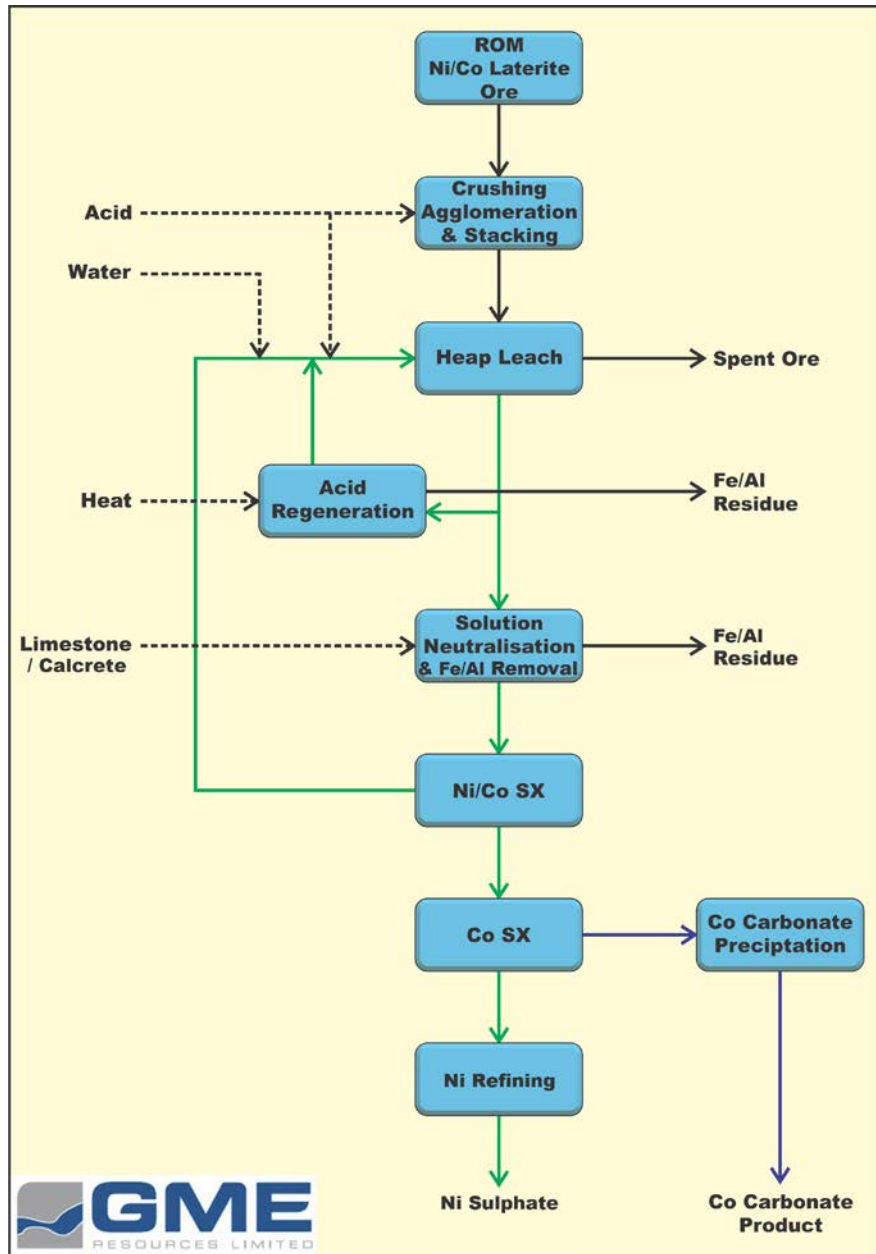 ROM
Ni/Co Laterite
Ore
Acid
Crushing
Agglomeration
& Stacking
Water
Heap Leach
Spent Ore
Heat
Acid
Regeneration
Fe/Al
Residue
Limestone
/ Calcrete
Solution
Neutralisation
& Fe/Al Removal
Fe/Al
Residue
Ni/Co SX
Co SX
Co Carbonate
Preciptation
Ni Refining
Ni Sulphate
Co Carbonate
Product
GME
RESOURCES LIMITED